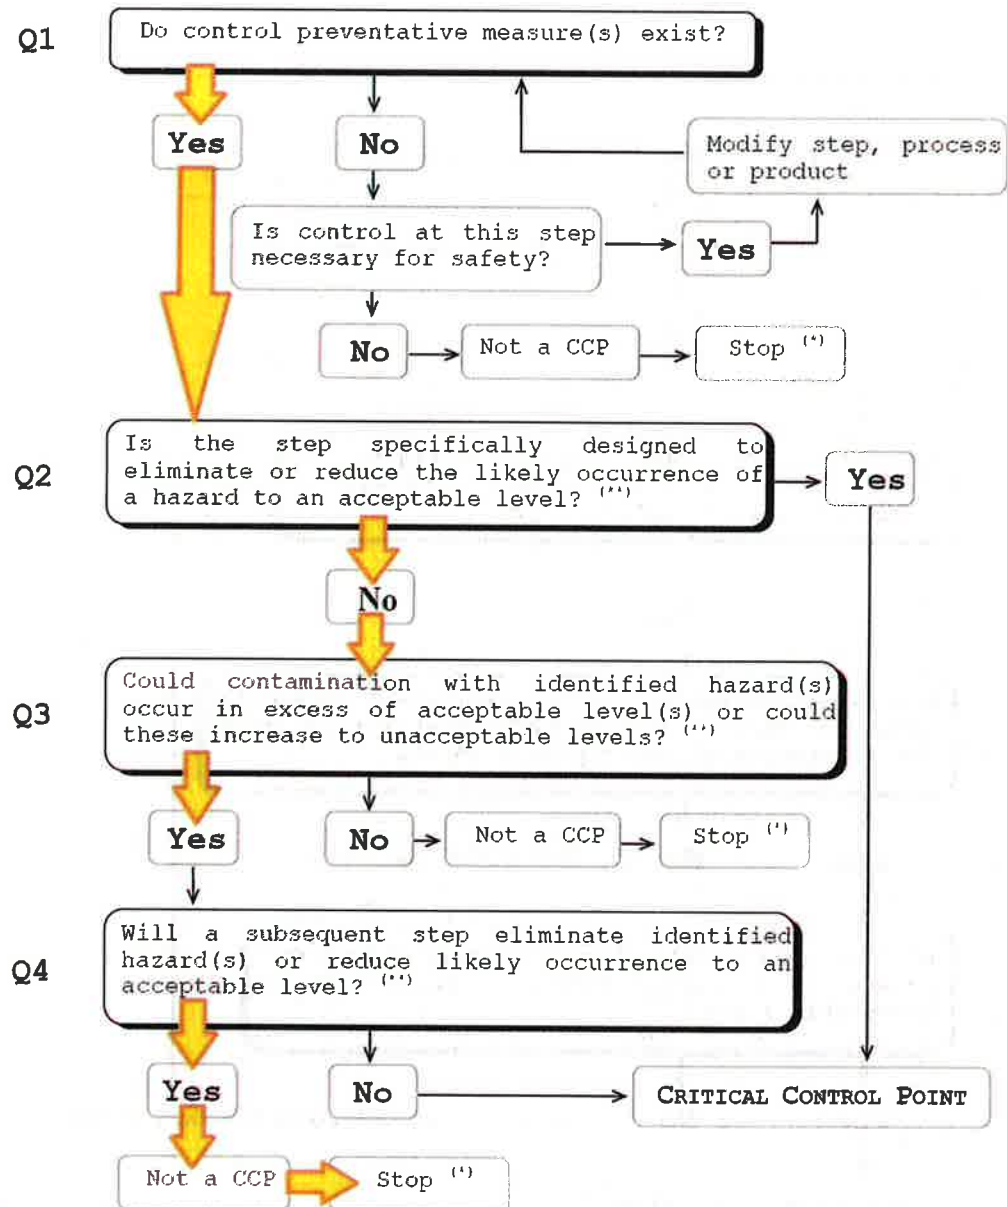 Q1
Do control preventative measure(s) exist?
Yes
No
Modify step, process
or product
Is control at this step
necessary for safety?
Yes
No
Not a CCP
Stop (*)
Q2
Is the step specifically designed to
eliminate or reduce the likely occurrence of
a hazard to an acceptable level? (**)
Yes
No
Q3
Could contamination with identified hazard(s)
occur in excess of acceptable level(s) or could
these increase to unacceptable levels? (**)
Yes
No
Not a CCP
Stop (*)
Q4
Will a subsequent step eliminate identified
hazard(s) or reduce likely occurrence to an
acceptable level? (**)
Yes
No
CRITICAL CONTROL POINT
Not a CCP
Stop (*)